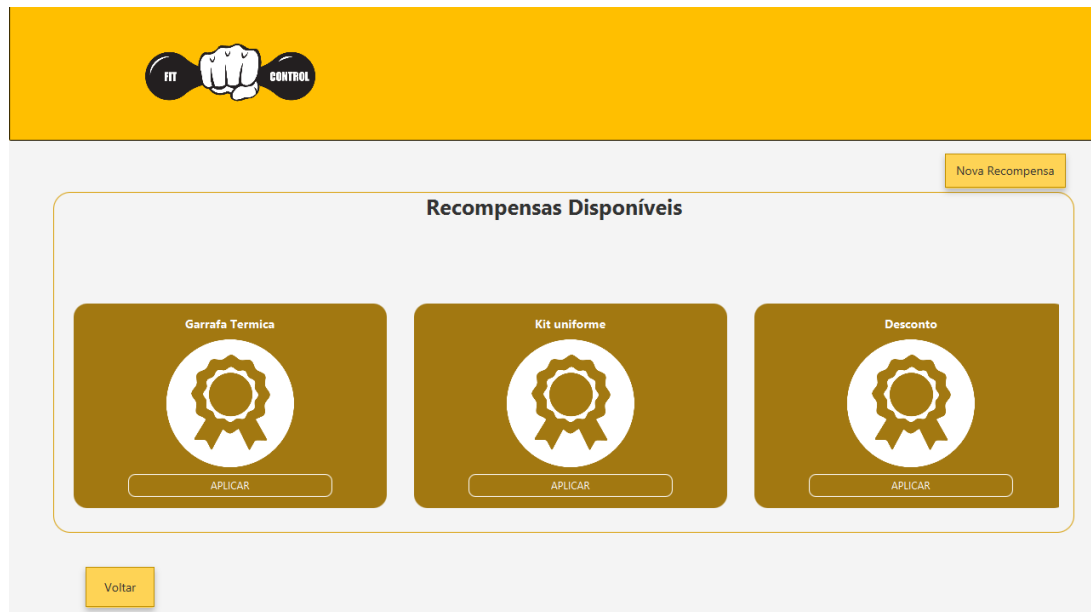 FIT CONTROL
Nova Recompensa
Recompensas Disponíveis
Garrafa Termica
Kit uniforme
Desconto
APLICAR
APLICAR
APLICAR
Voltar